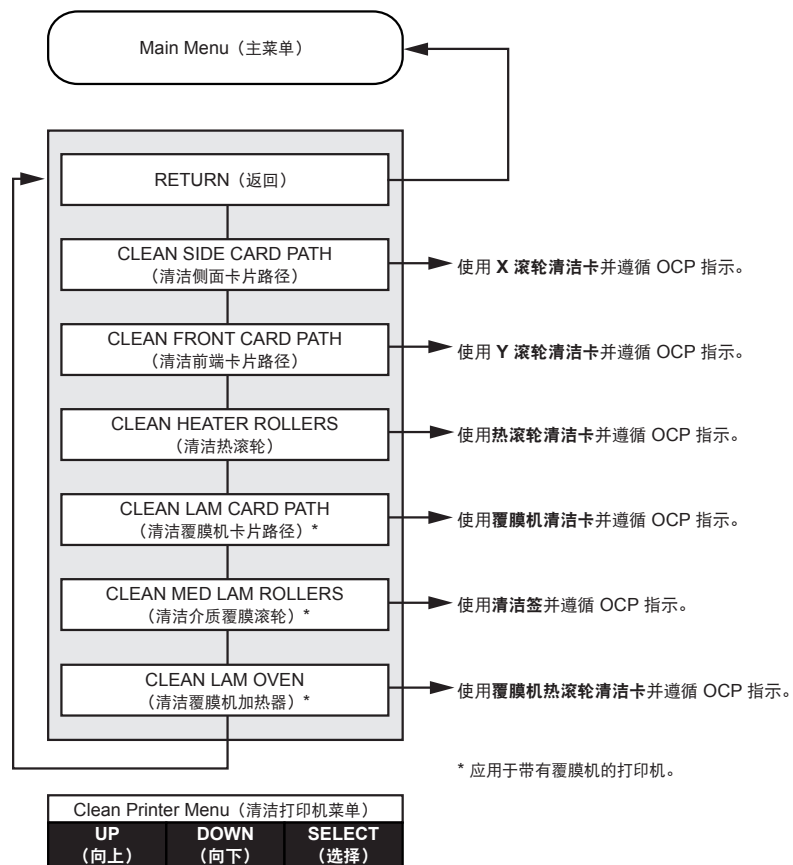 Main Menu（主菜单）
RETURN（返回）
CLEAN SIDE CARD PATH
（清洁侧面卡片路径）
使用 X 滚轮清洁卡并遵循 OCP 指示。
CLEAN FRONT CARD PATH
（清洁前端卡片路径）
使用 Y 滚轮清洁卡并遵循 OCP 指示。
CLEAN HEATER ROLLERS
（清洁热滚轮）
使用热滚轮清洁卡并遵循 OCP 指示。
CLEAN LAM CARD PATH
（清洁覆膜机卡片路径）*
使用覆膜机清洁卡并遵循 OCP 指示。
CLEAN MED LAM ROLLERS
（清洁介质覆膜滚轮）*
使用清洁签并遵循 OCP 指示。
CLEAN LAM OVEN
（清洁覆膜机加热器）*
使用覆膜机热滚轮清洁卡并遵循 OCP 指示。
* 应用于带有覆膜机的打印机。
Clean Printer Menu（清洁打印机菜单）
UP DOWN SELECT
（向上） （向下） （选择）